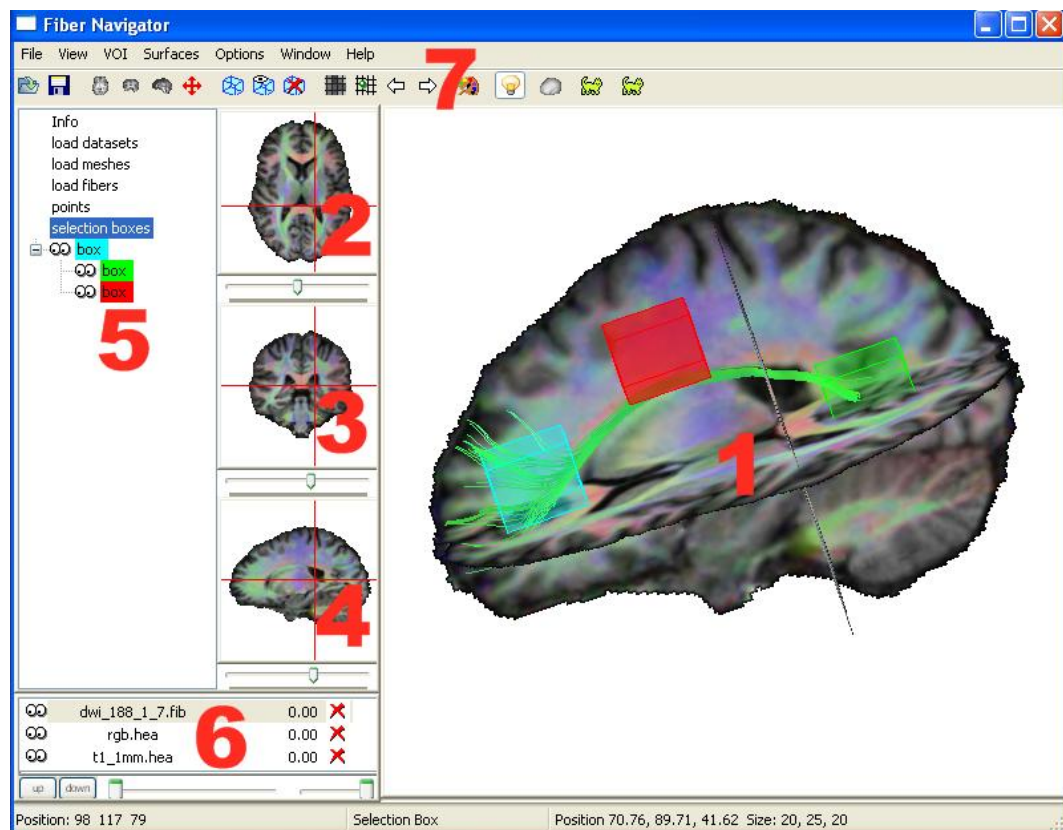 Fiber Navigator
File View VOI Surfaces Options Window Help
7
Info
load datasets
load meshes
load fibers
points
selection boxes
box
box
box
5
2
3
4
1
dwi_188_1_7.fib 0.00
rgb.hea 0.00
t1_1mm.hea 0.00
6
up down
Position: 98 117 79 Selection Box Position 70.76, 89.71, 41.62 Size: 20, 25, 20